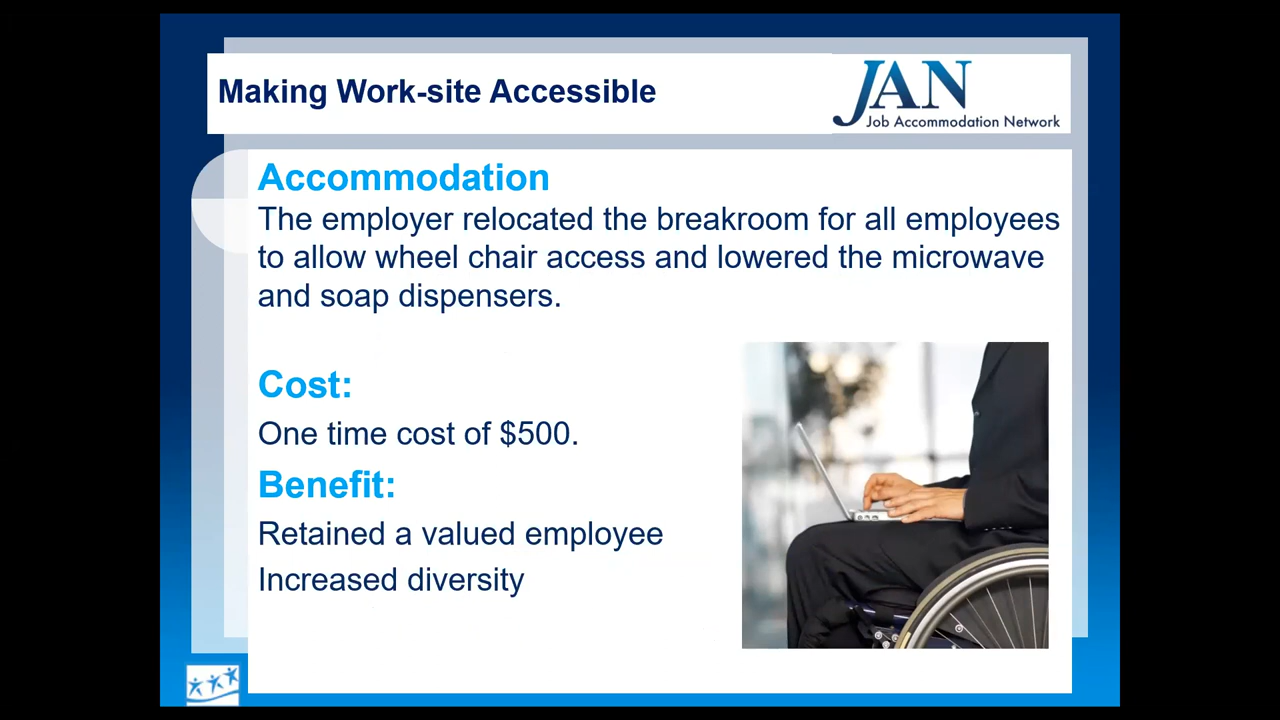 Making Work-site Accessible
JAN
Job Accommodation Network
Accommodation
The employer relocated the breakroom for all employees
to allow wheel chair access and lowered the microwave
and soap dispensers.
Cost:
One time cost of $500.
Benefit:
Retained a valued employee
Increased diversity